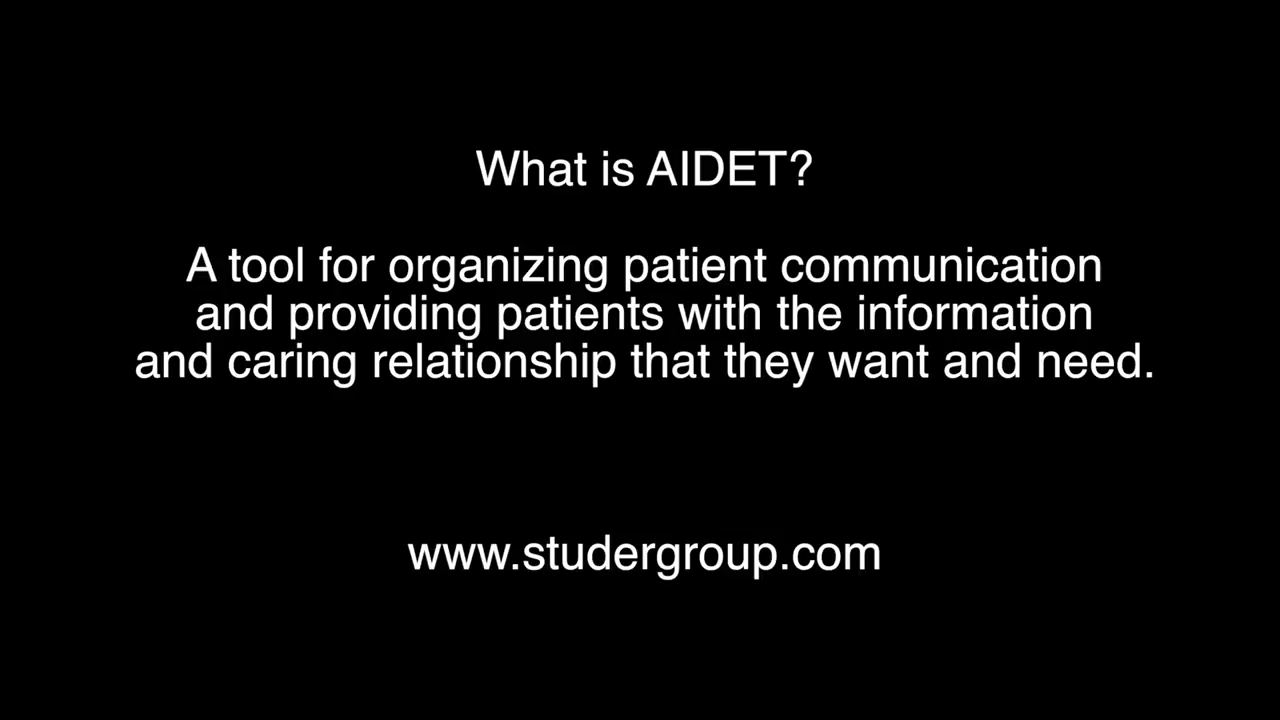 What is AIDET?
A tool for organizing patient communication
and providing patients with the information
and caring relationship that they want and need.
www.studergroup.com